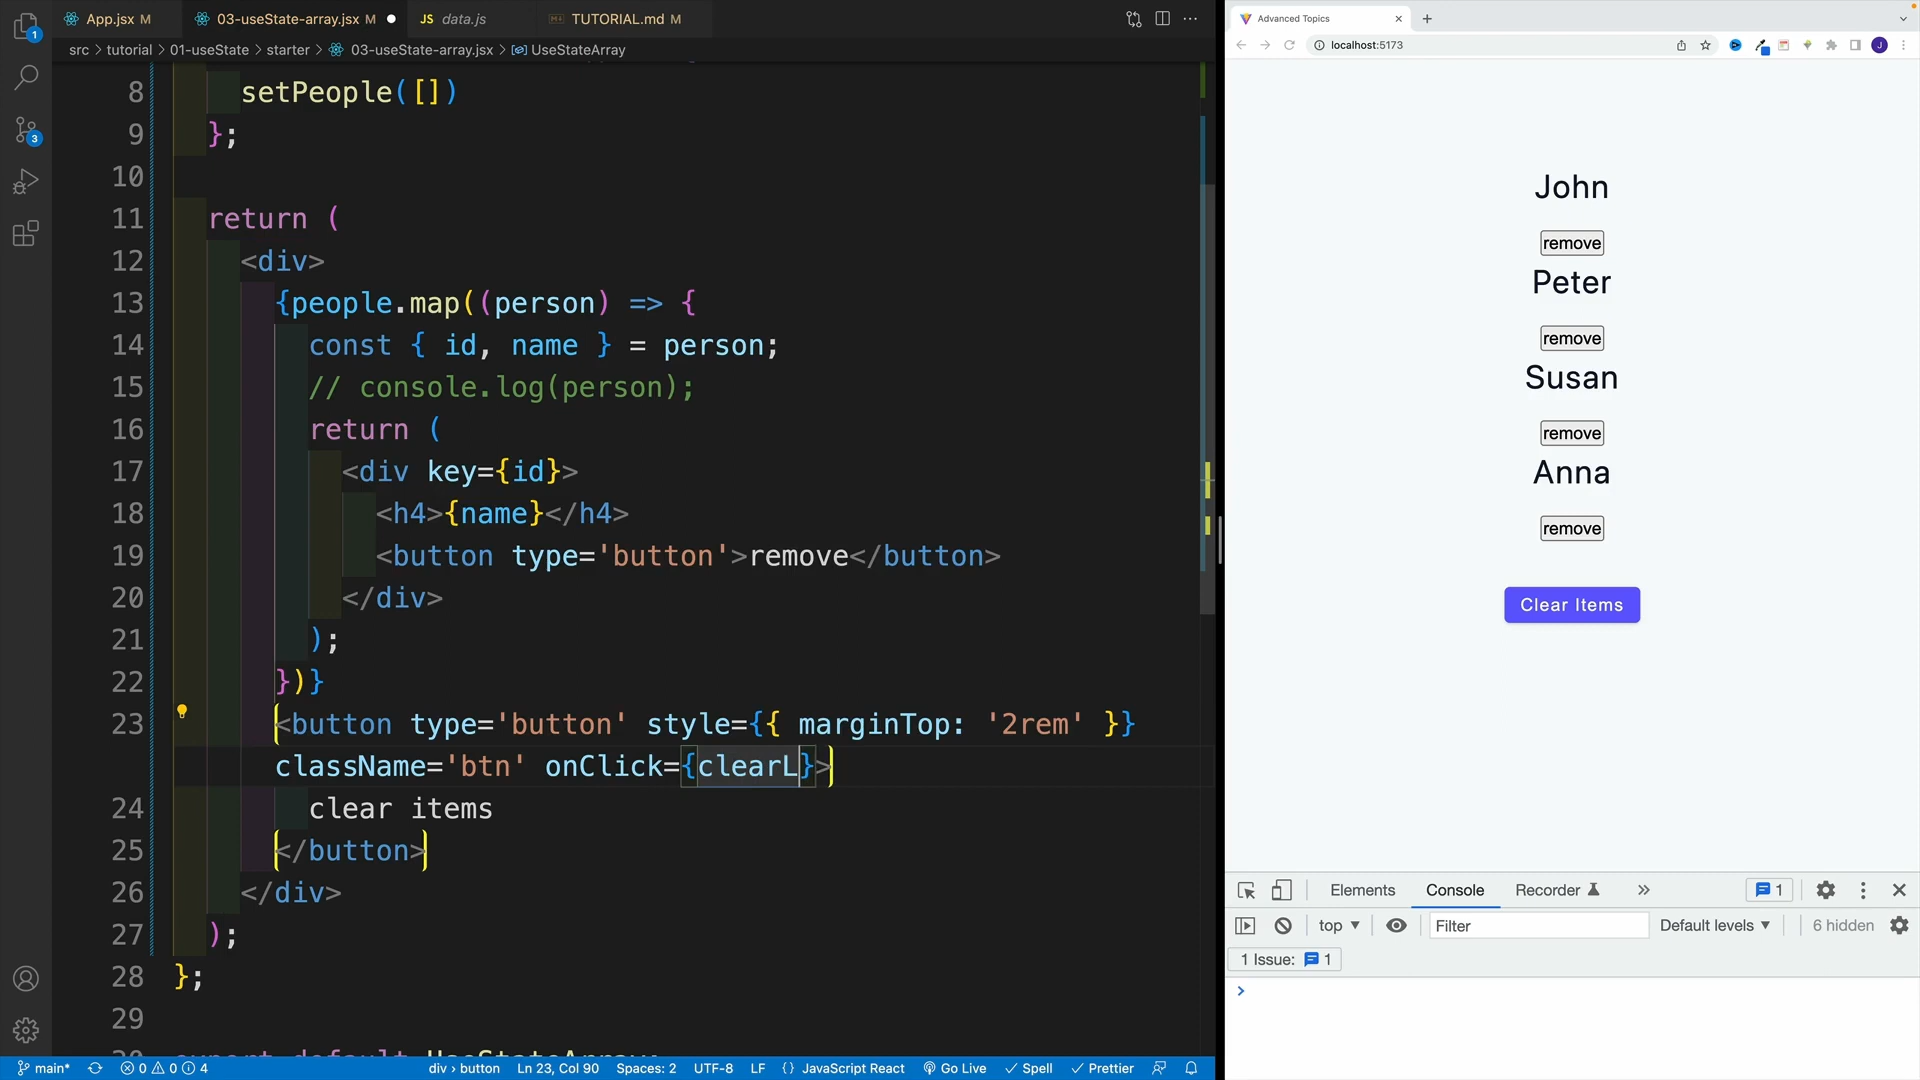 App.jsx M
03-useState-array.jsx M
JS data.js
TUTORIAL.md M
src > tutorial > 01-useState > starter > 03-useState-array.jsx > UseStateArray
1
3
8 setPeople([])
9 };
10
11 return (
12 <div>
13 {people.map((person) => {
14 const { id, name } = person;
15 // console.log(person);
16 return (
17 <div key={id}>
18 <h4>{name}</h4>
19 <button type='button'>remove</button>
20 </div>
21 );
22 })}
23 <button type='button' style={{ marginTop: '2rem' }}
className='btn' onClick={clearL}>
24 clear items
25 </button>
26 </div>
27 );
28 };
29
30 export default UseStateArray;
main* 0 0 4
div > button Ln 23, Col 90 Spaces: 2 UTF-8 LF {} JavaScript React Go Live Spell Prettier
Advanced Topics
localhost:5173
J
John
remove
Peter
remove
Susan
remove
Anna
remove
Clear Items
Elements Console Recorder 1
top Filter Default levels 6 hidden
1 Issue: 1